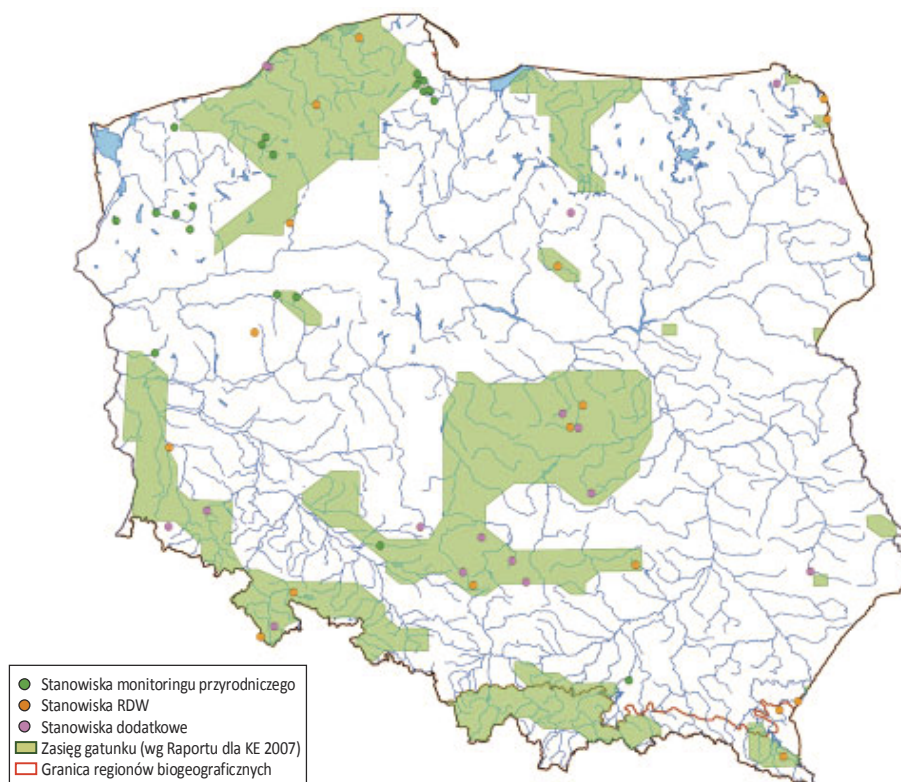 Stanowiska monitoringu przyrodniczego
Stanowiska RDW
Stanowiska dodatkowe
Zasięg gatunku (wg Raportu dla KE 2007)
Granica regionów biogeograficznych